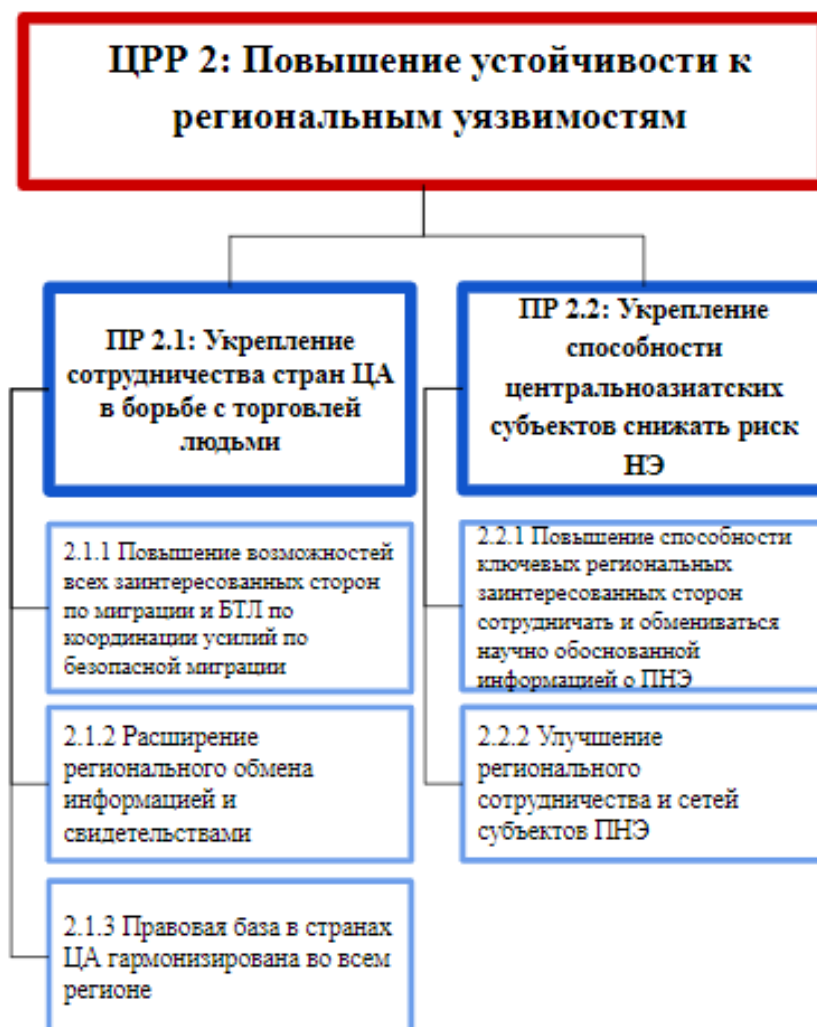 ЦРР 2: Повышение устойчивости к
региональным уязвимостям
ПР 2.1: Укрепление
сотрудничества стран ЦА
в борьбе с торговлей
людьми
2.1.1 Повышение возможностей
всех заинтересованных сторон
по миграции и БТЛ по
координации усилий по
безопасной миграции
2.1.2 Расширение
регионального обмена
информацией и
свидетельствами
2.1.3 Правовая база в странах
ЦА гармонизирована во всем
регионе
ПР 2.2: Укрепление
способности
центральноазиатских
субъектов снижать риск
НЭ
2.2.1 Повышение способности
ключевых региональных
заинтересованных сторон
сотрудничать и обмениваться
научно обоснованной
информацией о ПНЭ
2.2.2 Улучшение
регионального
сотрудничества и сетей
субъектов ПНЭ